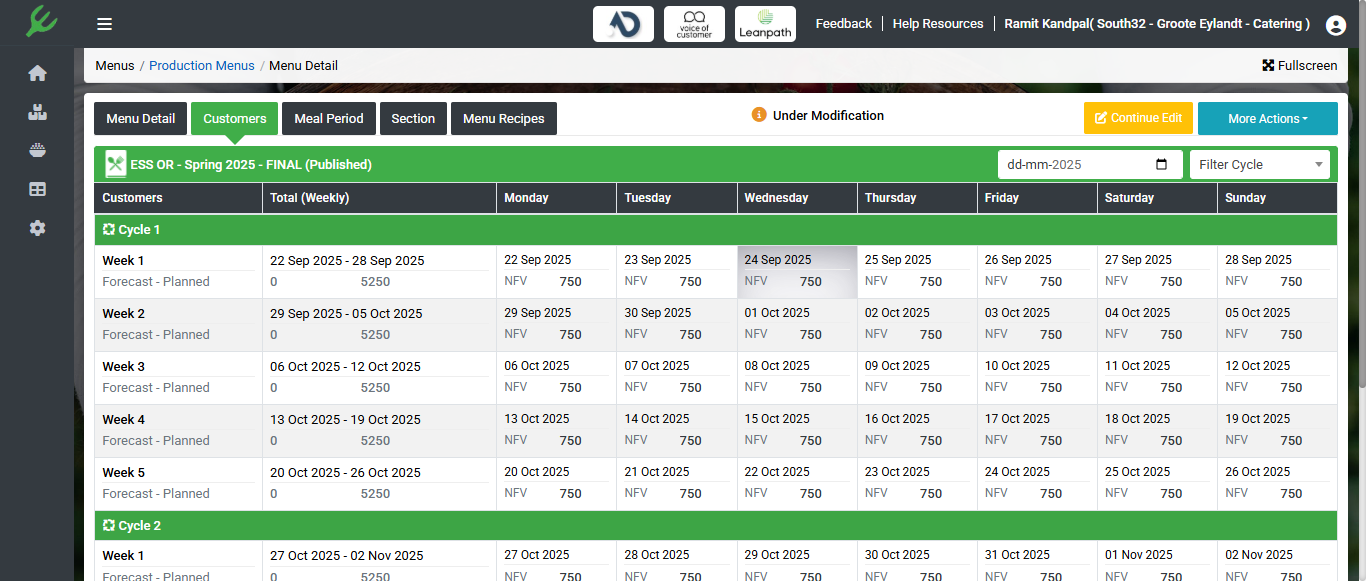 voice of customer
Leanpath
Feedback
Help Resources
Ramit Kandpal( South32 - Groote Eylandt - Catering )
Menus / Production Menus / Menu Detail
Fullscreen
Menu Detail
Customers
Meal Period
Section
Menu Recipes
Under Modification
Continue Edit
More Actions
ESS OR - Spring 2025 - FINAL (Published)
dd-mm-2025
Filter Cycle
Customers Total (Weekly) Monday Tuesday Wednesday Thursday Friday Saturday Sunday
Cycle 1
Week 1 22 Sep 2025 - 28 Sep 2025 22 Sep 2025 23 Sep 2025 24 Sep 2025 25 Sep 2025 26 Sep 2025 27 Sep 2025 28 Sep 2025
Forecast - Planned 0 5250 NFV 750 NFV 750 NFV 750 NFV 750 NFV 750 NFV 750 NFV 750
Week 2 29 Sep 2025 - 05 Oct 2025 29 Sep 2025 30 Sep 2025 01 Oct 2025 02 Oct 2025 03 Oct 2025 04 Oct 2025 05 Oct 2025
Forecast - Planned 0 5250 NFV 750 NFV 750 NFV 750 NFV 750 NFV 750 NFV 750 NFV 750
Week 3 06 Oct 2025 - 12 Oct 2025 06 Oct 2025 07 Oct 2025 08 Oct 2025 09 Oct 2025 10 Oct 2025 11 Oct 2025 12 Oct 2025
Forecast - Planned 0 5250 NFV 750 NFV 750 NFV 750 NFV 750 NFV 750 NFV 750 NFV 750
Week 4 13 Oct 2025 - 19 Oct 2025 13 Oct 2025 14 Oct 2025 15 Oct 2025 16 Oct 2025 17 Oct 2025 18 Oct 2025 19 Oct 2025
Forecast - Planned 0 5250 NFV 750 NFV 750 NFV 750 NFV 750 NFV 750 NFV 750 NFV 750
Week 5 20 Oct 2025 - 26 Oct 2025 20 Oct 2025 21 Oct 2025 22 Oct 2025 23 Oct 2025 24 Oct 2025 25 Oct 2025 26 Oct 2025
Forecast - Planned 0 5250 NFV 750 NFV 750 NFV 750 NFV 750 NFV 750 NFV 750 NFV 750
Cycle 2
Week 1 27 Oct 2025 - 02 Nov 2025 27 Oct 2025 28 Oct 2025 29 Oct 2025 30 Oct 2025 31 Oct 2025 01 Nov 2025 02 Nov 2025
Forecast - Planned 0 5250 NFV 750 NFV 750 NFV 750 NFV 750 NFV 750 NFV 750 NFV 750